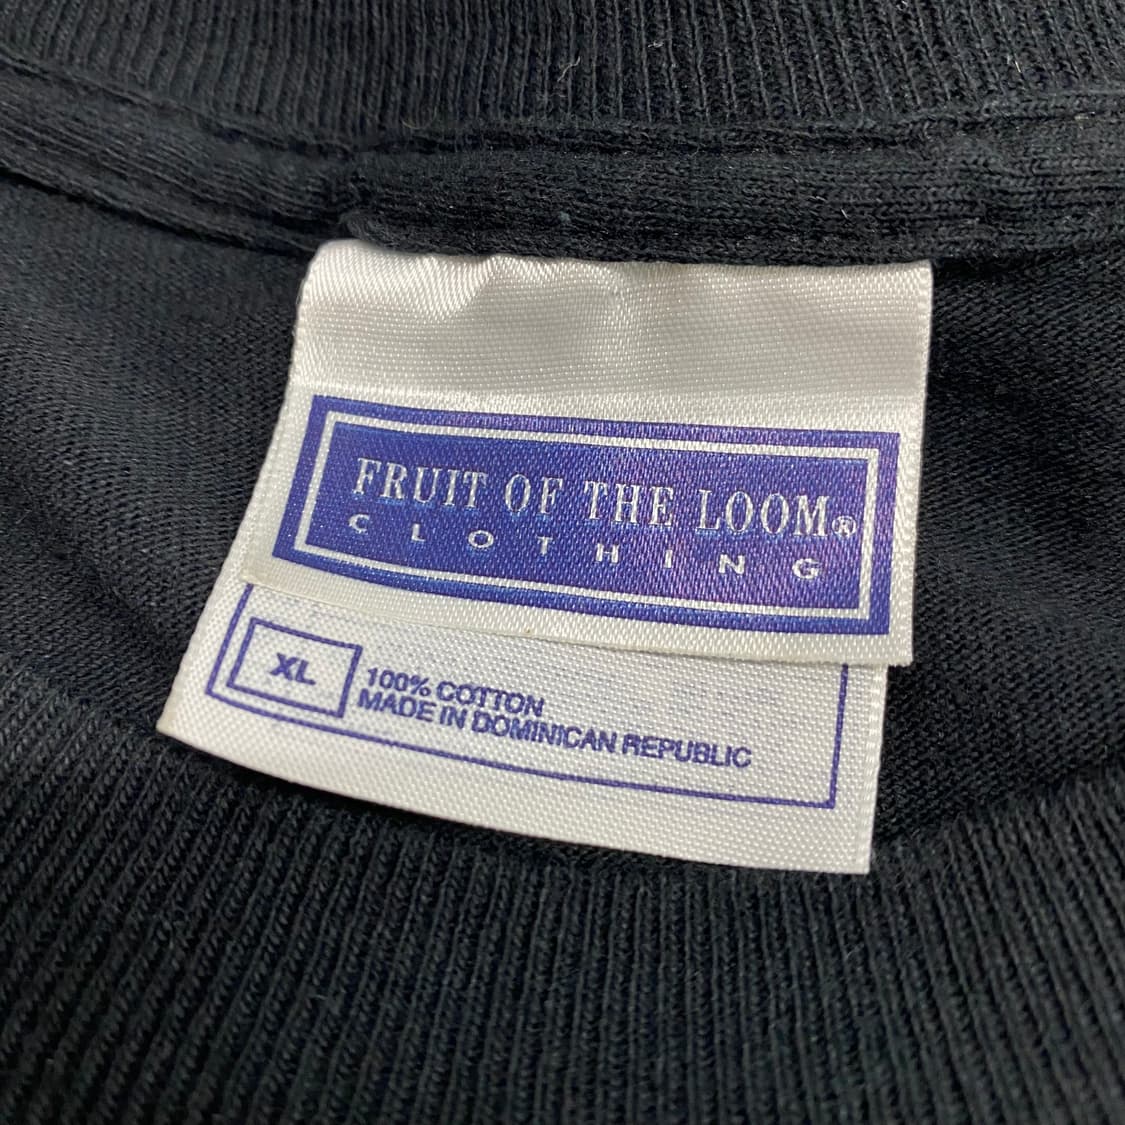 FRUIT OF THE LOOM®
CLOTHING
XL
100% COTTON
MADE IN DOMINICAN REPUBLIC